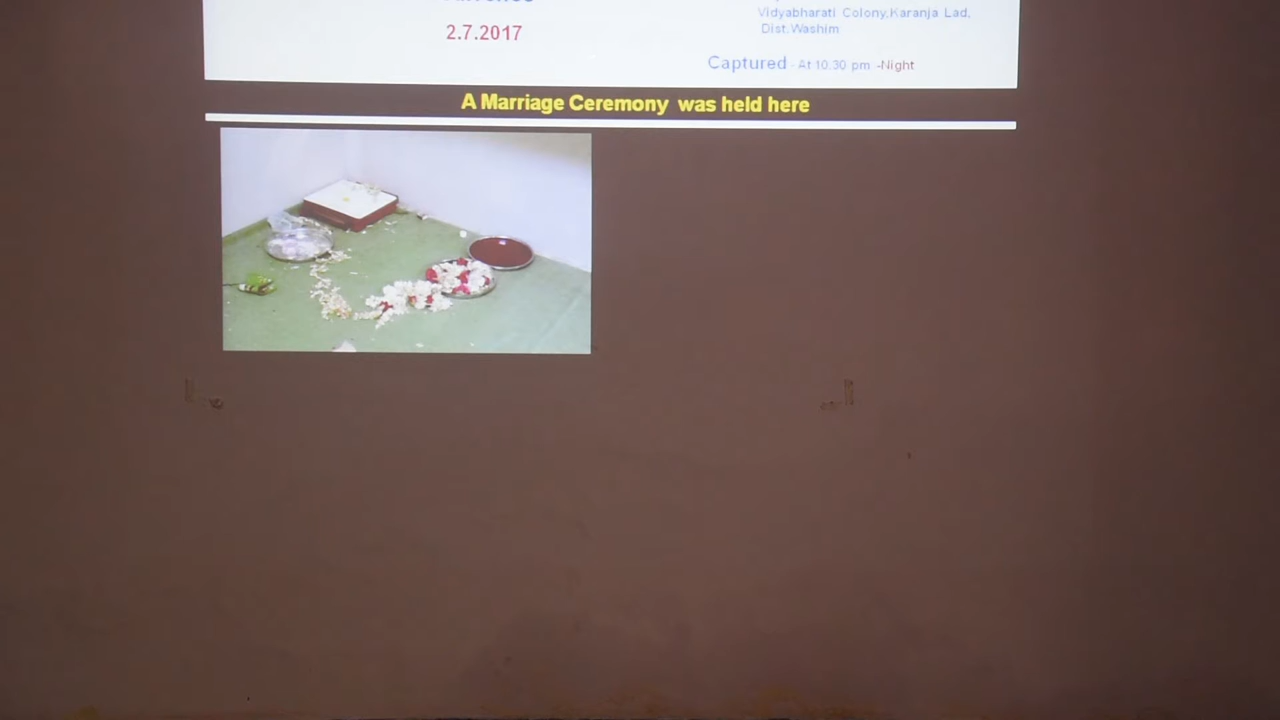 2.7.2017
Vidyabharati Colony,Karanja Lad,
Dist.Washim
Captured - At 10.30 pm -Night
A Marriage Ceremony was held here